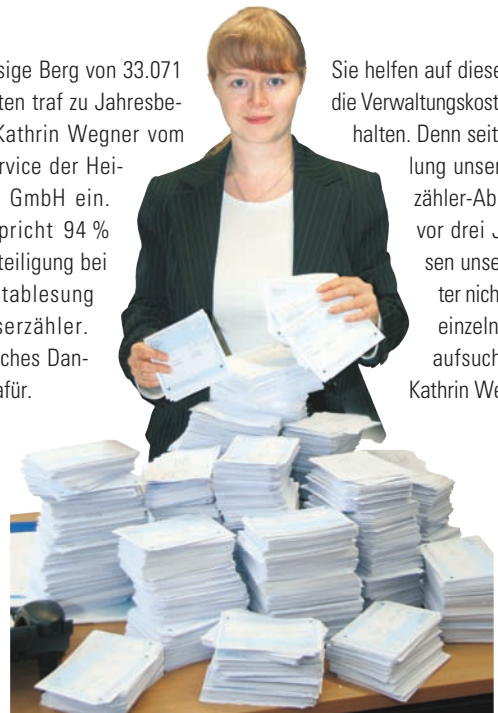 sige Berg von 33.071
ten traf zu Jahresbe-
Kathrin Wegner vom
rvice der Hei-
GmbH ein.
pricht 94 %
teiligung bei
tablesung
serzähler.
ches Dan-
afür.
Sie helfen auf diese
die Verwaltungskost
halten. Denn seit
lung unser
zähler-Ab
vor drei J
sen unse
ter nich
einzeln
aufsuch
Kathrin We